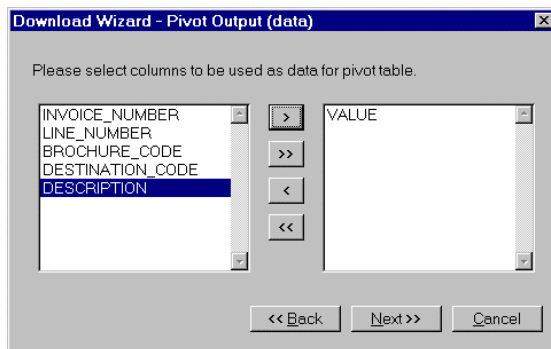 Download Wizard - Pivot Output (data)
Please select columns to be used as data for pivot table.
INVOICE_NUMBER
LINE_NUMBER
BROCHURE_CODE
DESTINATION_CODE
DESCRIPTION
>
>>
<
<<
VALUE
<< Back
Next >>
Cancel